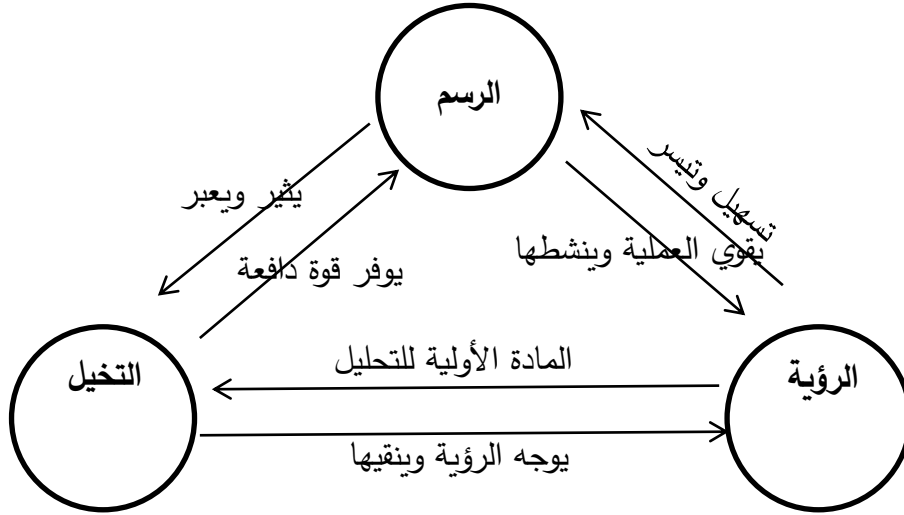 الرسم
تسهيل وتيسر
يثير ويعبر
يقوي العملية وينشطها
يوفر قوة دافعة
المادة الأولية للتحليل
الرؤية
التخيل
يوجه الرؤية وينقيها